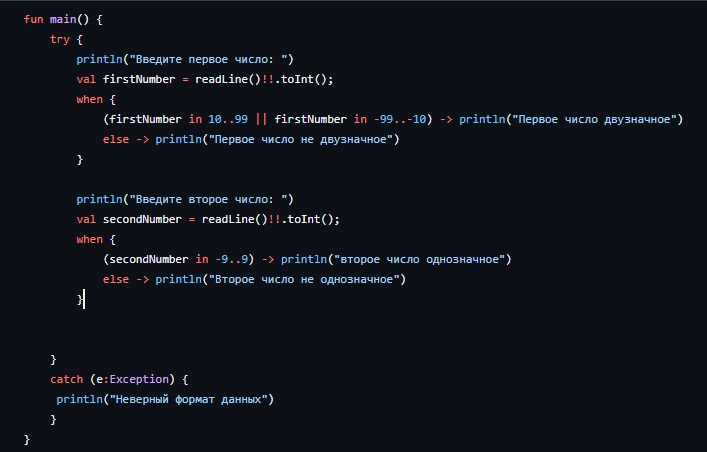 fun main() {
    try {
        println("Введите первое число: ")
        val firstNumber = readLine()!!.toInt();
        when {
            (firstNumber in 10..99 || firstNumber in -99..-10) -> println("Первое число двузначное")
            else -> println("Первое число не двузначное")
        }

        println("Введите второе число: ")
        val secondNumber = readLine()!!.toInt();
        when {
            (secondNumber in -9..9) -> println("второе число однозначное")
            else -> println("Второе число не однозначное")
        }


    }
    catch (e:Exception) {
     println("Неверный формат данных")
    }
}